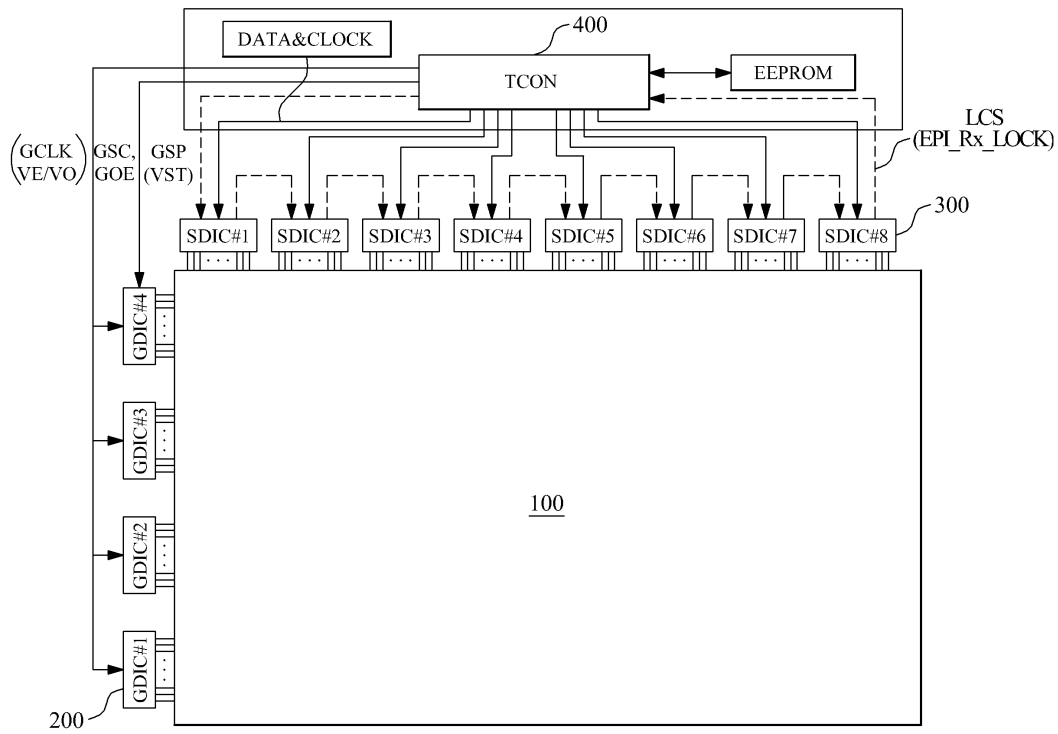 400
DATA&CLOCK
TCON
EEPROM
LCS
(EPI_Rx_LOCK)
(GCLK VE/VO)
GSC, GOE
GSP (VST)
300
SDIC#1
SDIC#2
SDIC#3
SDIC#4
SDIC#5
SDIC#6
SDIC#7
SDIC#8
GDIC#4
GDIC#3
100
GDIC#2
GDIC#1
200